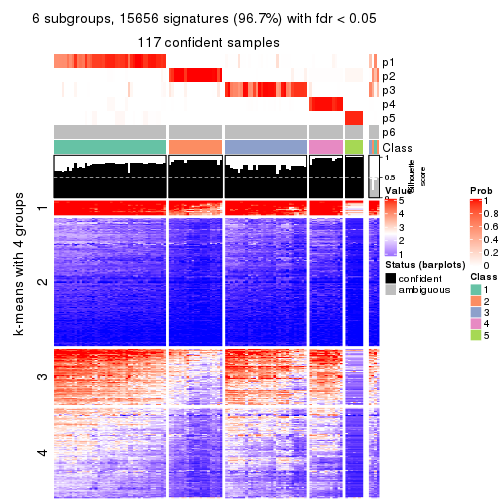 6 subgroups, 15656 signatures (96.7%) with fdr < 0.05
117 confident samples
p1
p2
p3
p4
p5
p6
Class
1
0.5
0
Silhouette
score
k-means with 4 groups
1
2
3
4
Value
5
4
3
2
1
Status (barplots)
confident
ambiguous
Prob
1
0.8
0.6
0.4
0.2
0
Class
1
2
3
4
5